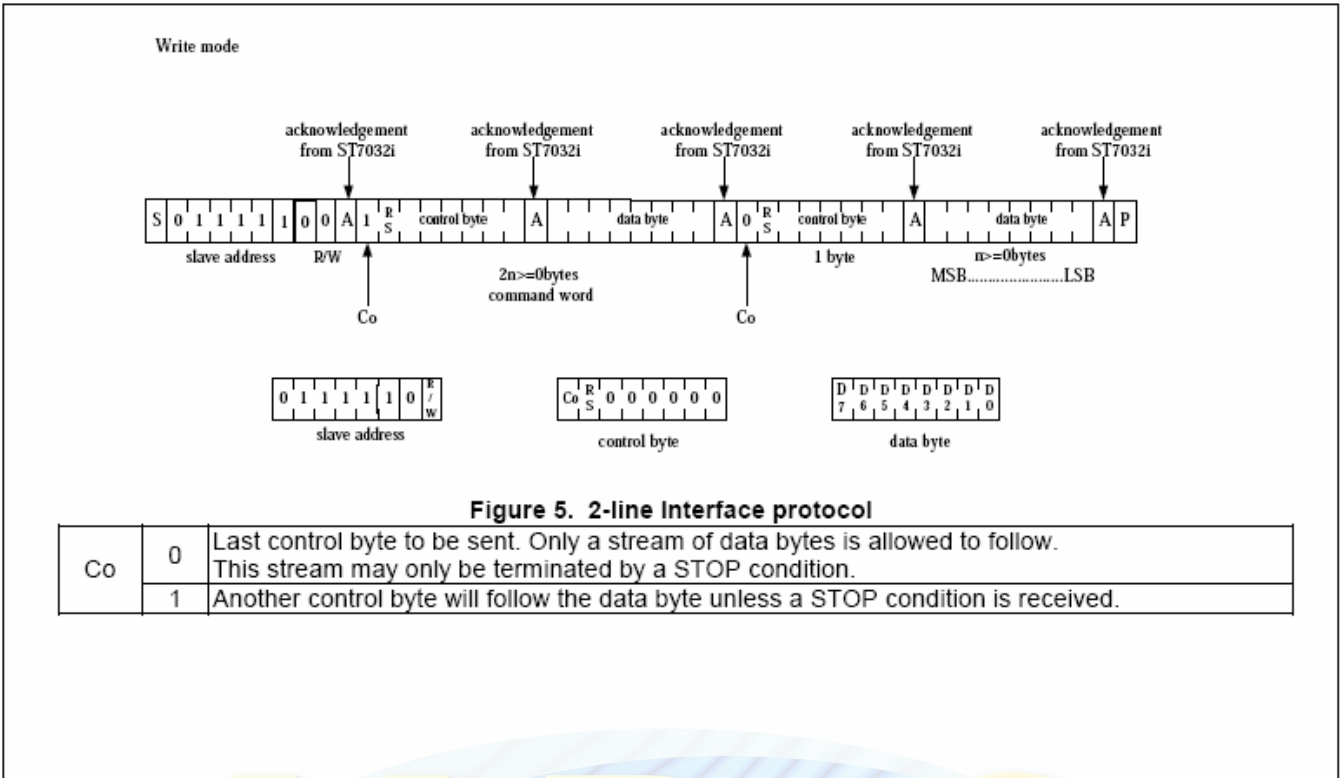 Write mode
acknowledgement acknowledgement acknowledgement acknowledgement acknowledgement
from ST7032i from ST7032i from ST7032i from ST7032i from ST7032i
S 0 1 1 1 1 1 0 0 A 1 RS control byte A data byte A 0 RS control byte A data byte A P
slave address R/W 1 byte n>=0bytes
2n>=0bytes MSB........................LSB
command word
Co Co
0 1 1 1 1 1 0 R/W Co RS 0 0 0 0 0 0 D7 D6 D5 D4 D3 D2 D1 D0
slave address control byte data byte
Figure 5. 2-line Interface protocol
Co 0 Last control byte to be sent. Only a stream of data bytes is allowed to follow.
This stream may only be terminated by a STOP condition.
1 Another control byte will follow the data byte unless a STOP condition is received.